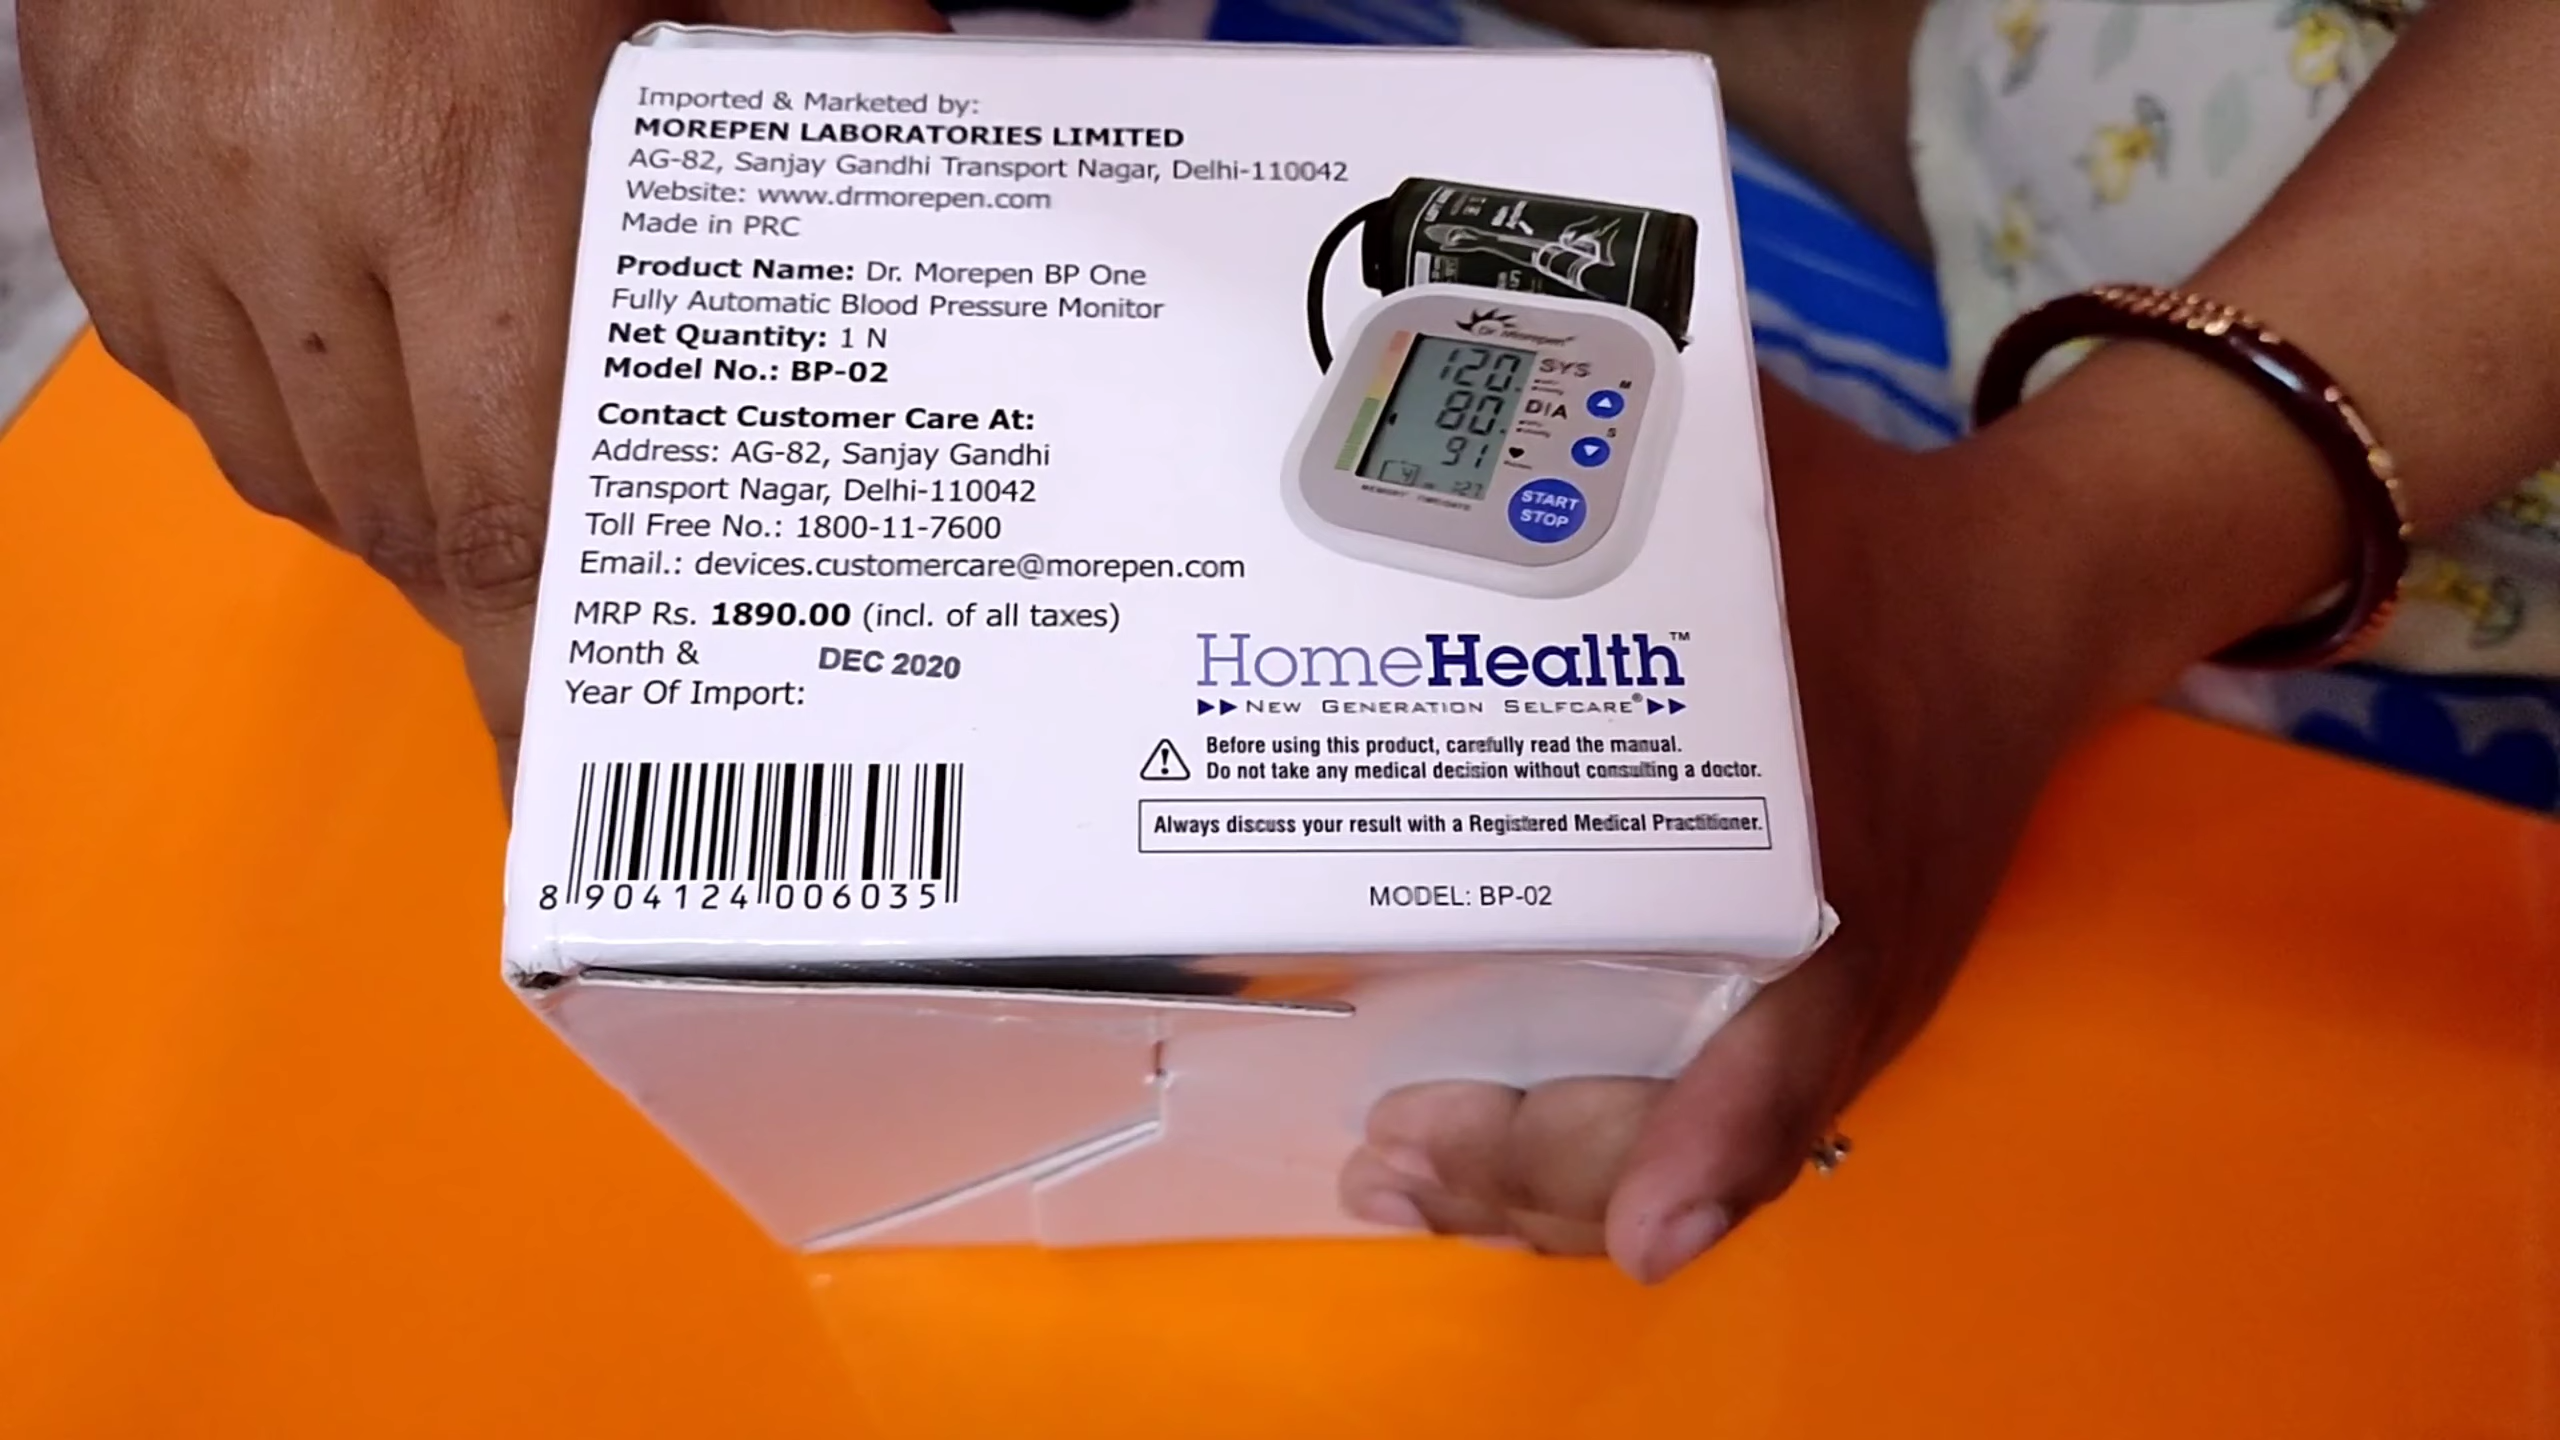 Imported & Marketed by:
MOREPEN LABORATORIES LIMITED
AG-82, Sanjay Gandhi Transport Nagar, Delhi-110042
Website: www.drmorepen.com
Made in PRC
Product Name: Dr. Morepen BP One
Fully Automatic Blood Pressure Monitor
Net Quantity: 1 N
Model No.: BP-02
Contact Customer Care At:
Address: AG-82, Sanjay Gandhi
Transport Nagar, Delhi-110042
Toll Free No.: 1800-11-7600
Email.: devices.customercare@morepen.com
MRP Rs. 1890.00 (incl. of all taxes)
Month &
Year Of Import:
DEC 2020
8 904124 006035
Dr. Morepen
120 SYS
80 DIA
91
M
S
START
STOP
HomeHealth™
NEW GENERATION SELFCARE®
Before using this product, carefully read the manual.
Do not take any medical decision without consulting a doctor.
Always discuss your result with a Registered Medical Practitioner.
MODEL: BP-02